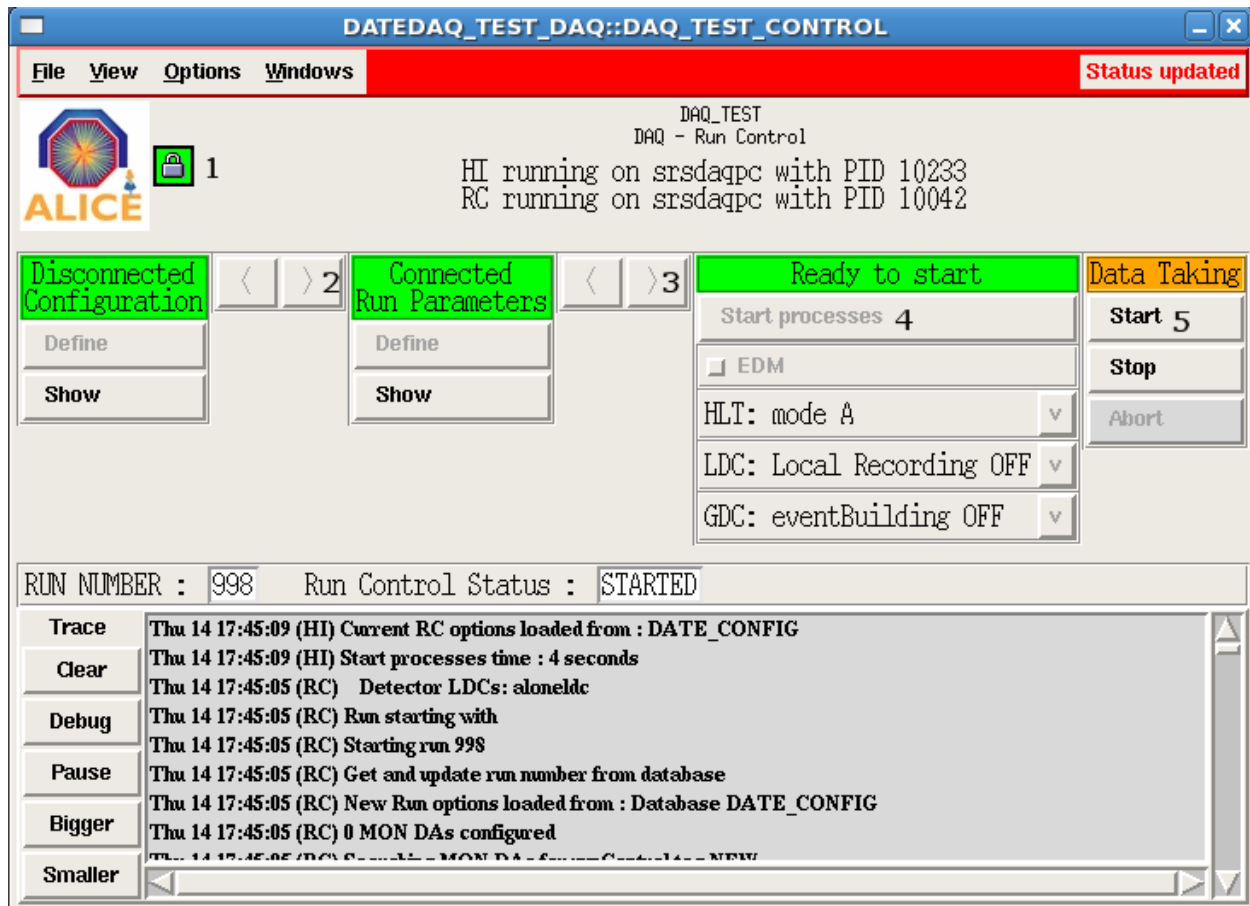 DATEDAQ_TEST_DAQ::DAQ_TEST_CONTROL
File View Options Windows Status updated
DAQ_TEST
DAQ - Run Control
HI running on srsdaqpc with PID 10233
RC running on srsdaqpc with PID 10042
ALICE
1
Disconnected
Configuration
Define
Show
< > 2
Connected
Run Parameters
Define
Show
< > 3
Ready to start
Start processes 4
EDM
HLT: mode A v
LDC: Local Recording OFF v
GDC: eventBuilding OFF v
Data Taking
Start 5
Stop
Abort
RUN NUMBER : 998 Run Control Status : STARTED
Trace
Clear
Debug
Pause
Bigger
Smaller
Thu 14 17:45:09 (HI) Current RC options loaded from : DATE_CONFIG
Thu 14 17:45:09 (HI) Start processes time : 4 seconds
Thu 14 17:45:05 (RC) Detector LDCs: aloneldc
Thu 14 17:45:05 (RC) Run starting with
Thu 14 17:45:05 (RC) Starting run 998
Thu 14 17:45:05 (RC) Get and update run number from database
Thu 14 17:45:05 (RC) New Run options loaded from : Database DATE_CONFIG
Thu 14 17:45:05 (RC) 0 MON DAs configured
Thu 14 17:45:05 (RC)